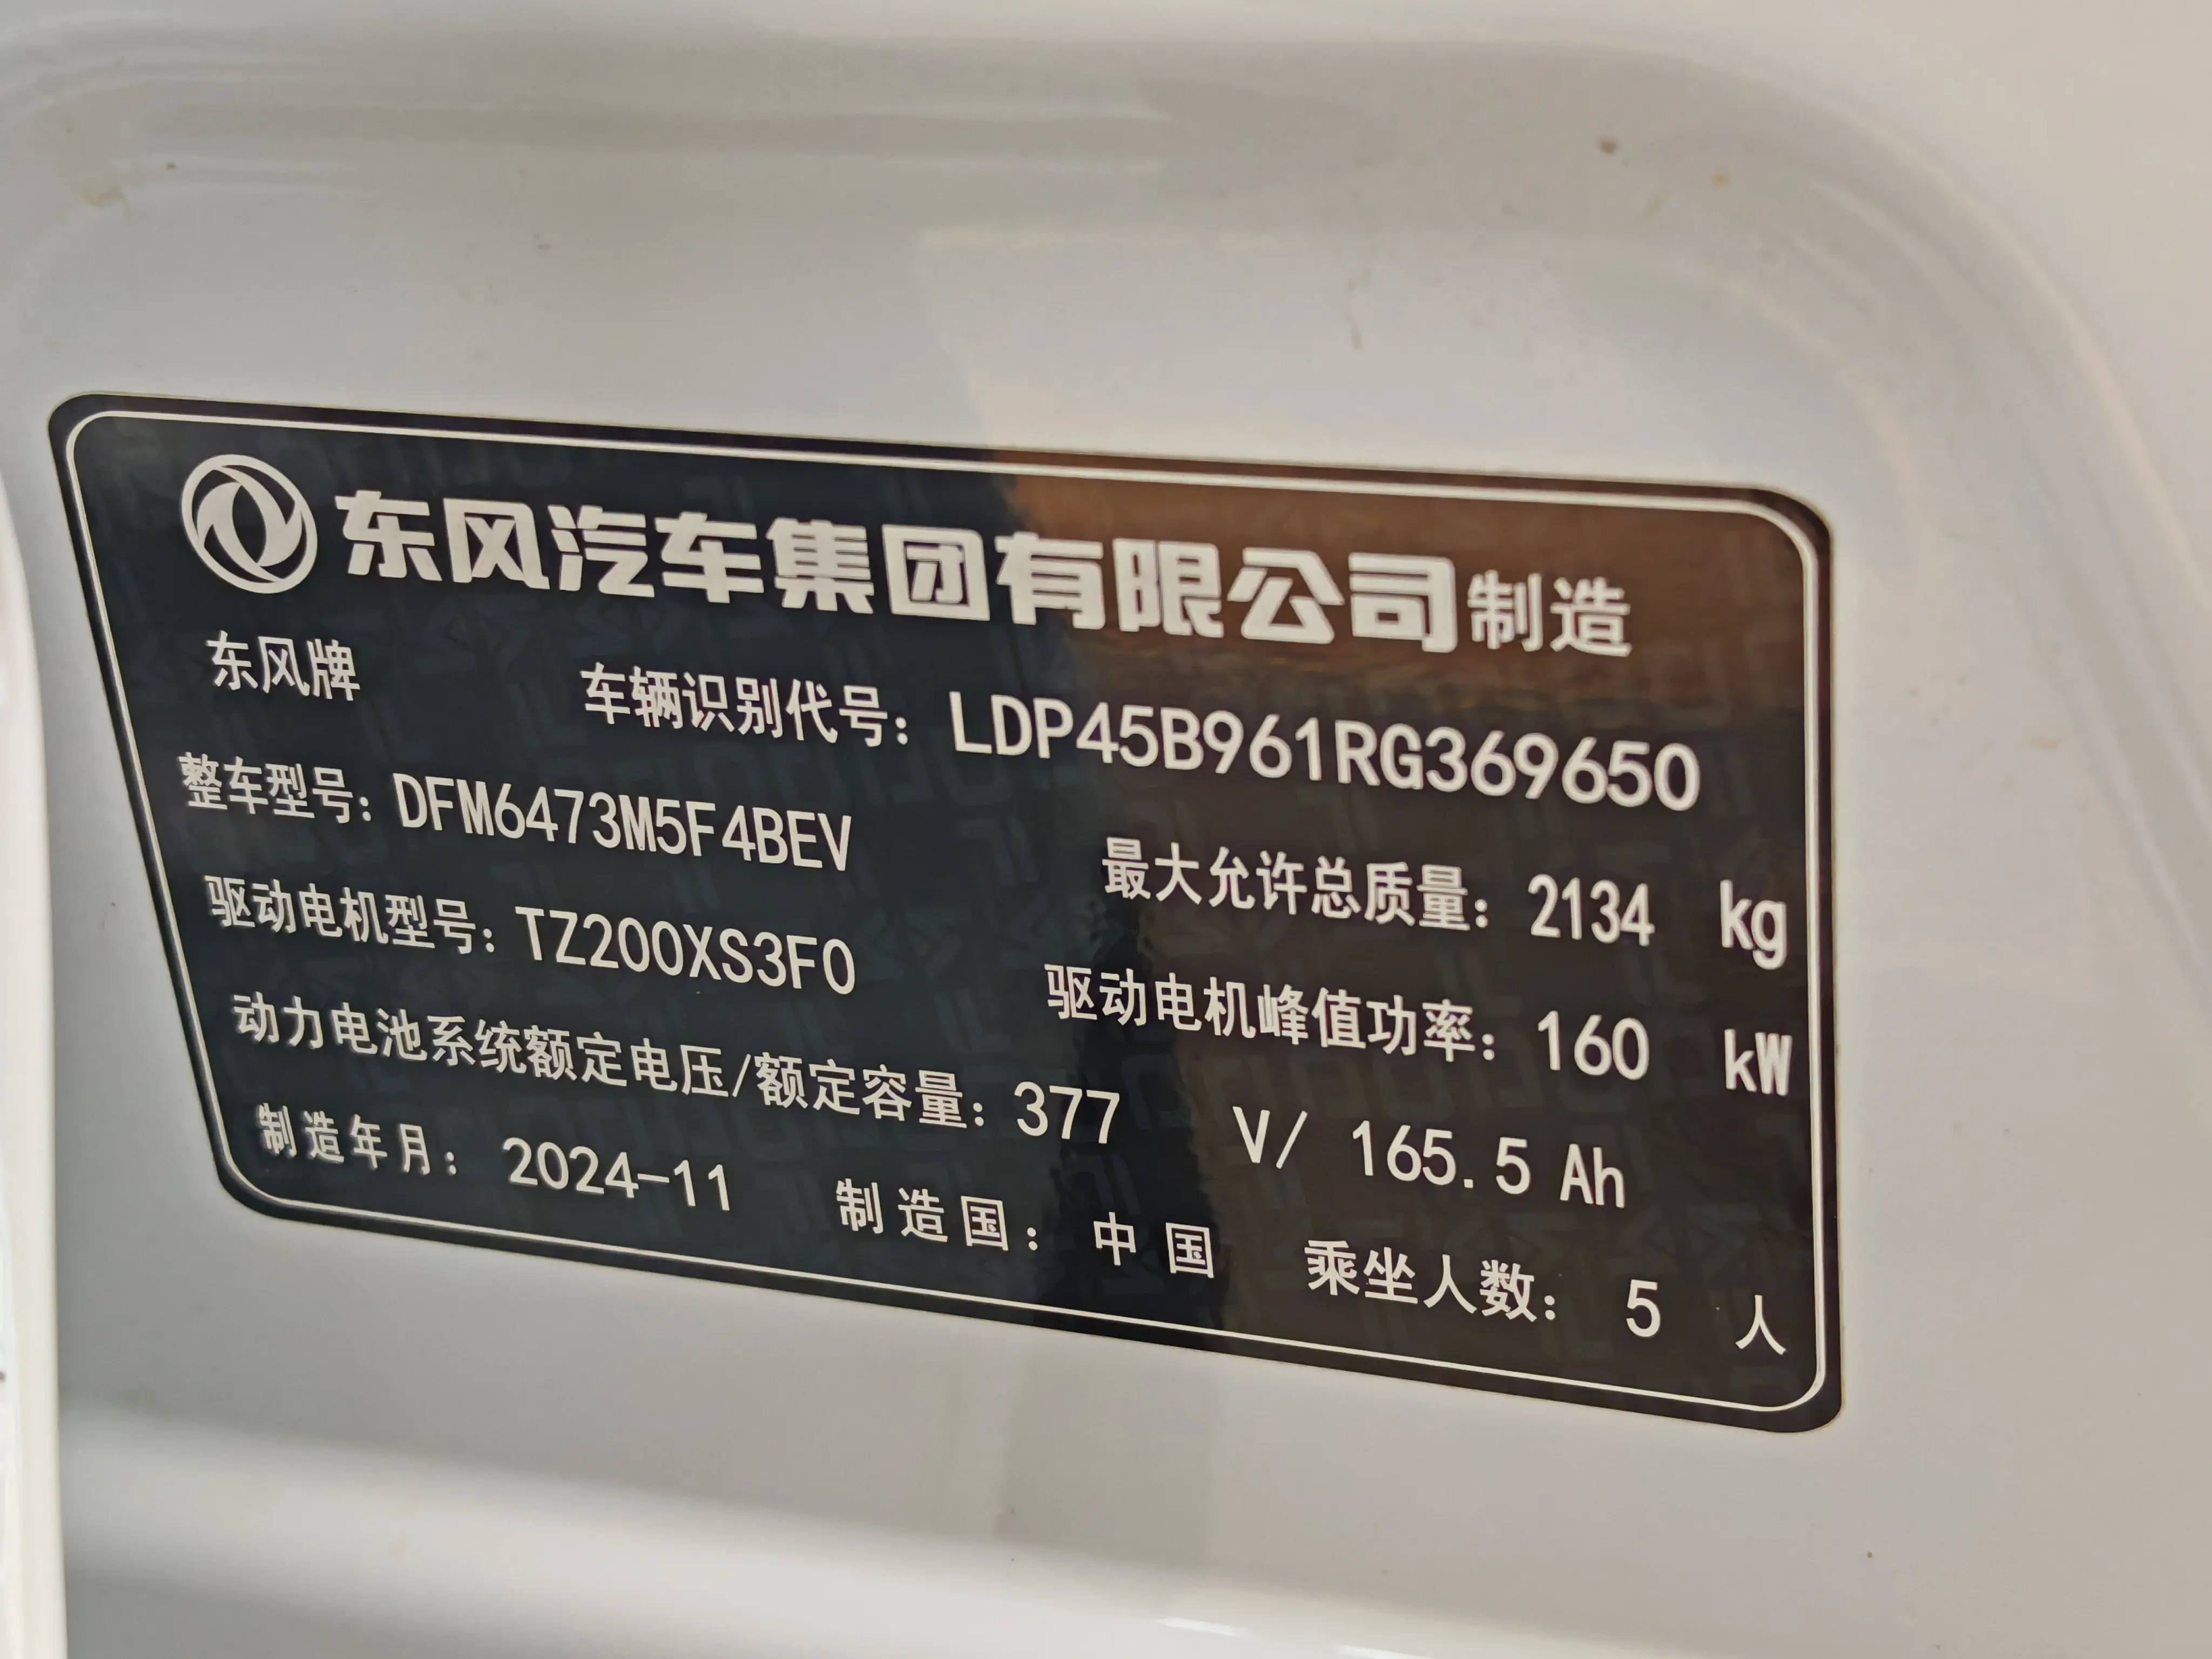 东风汽车集团有限公司制造
东风牌 车辆识别代号：LDP45B961RG369650
整车型号：DFM6473M5F4BEV 最大允许总质量：2134 kg
驱动电机型号：TZ200XS3F0 驱动电机峰值功率：160 kW
动力电池系统额定电压/额定容量：377 V/ 165.5 Ah
制造年月：2024-11 制造国：中国 乘坐人数：5 人